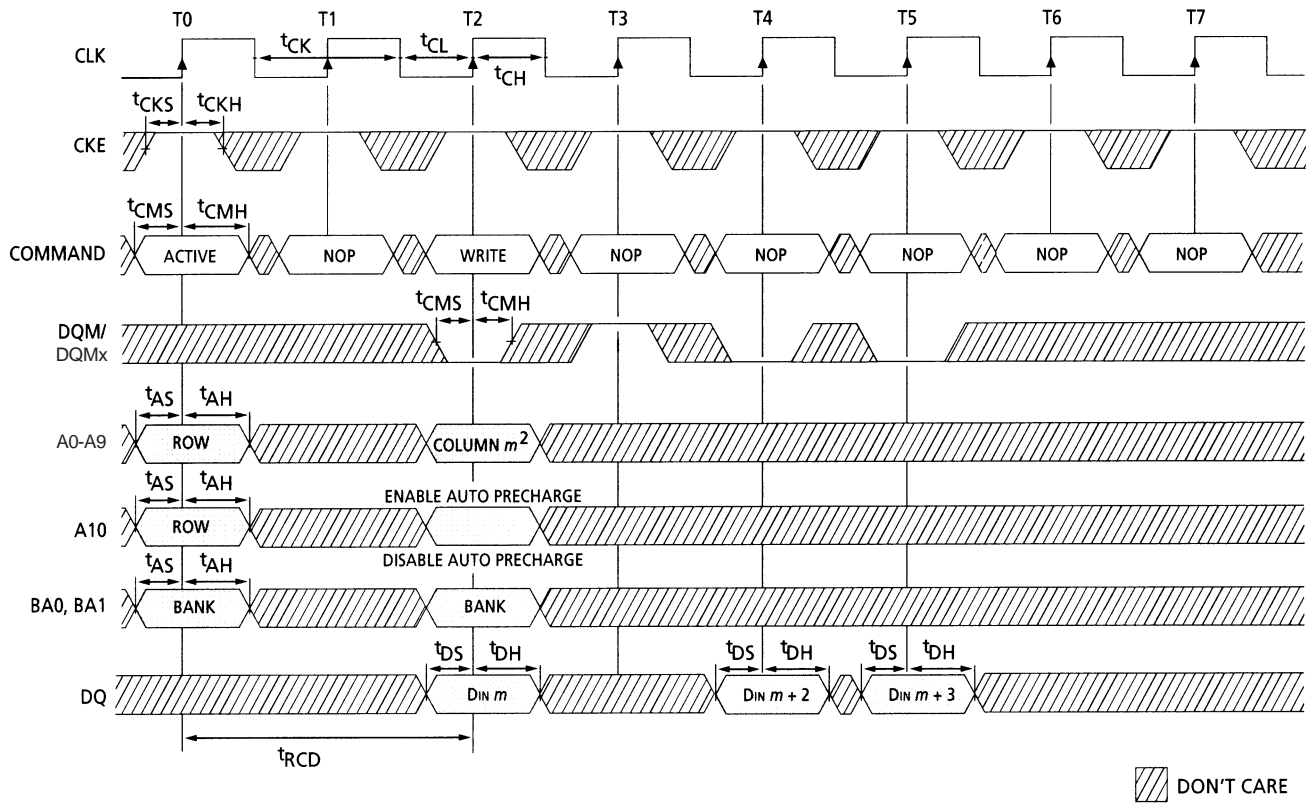 T0 T1 T2 T3 T4 T5 T6 T7
CLK tCK tCL tCH
tCKS tCKH
CKE
tCMS tCMH
COMMAND ACTIVE NOP WRITE NOP NOP NOP NOP NOP
tCMS tCMH
DQM/
DQMx
tAS tAH
A0-A9 ROW COLUMN m2
tAS tAH ENABLE AUTO PRECHARGE
A10 ROW
tAS tAH DISABLE AUTO PRECHARGE
BA0, BA1 BANK BANK
tDS tDH tDS tDH tDS tDH
DQ DIN m DIN m + 2 DIN m + 3
tRCD
DON'T CARE